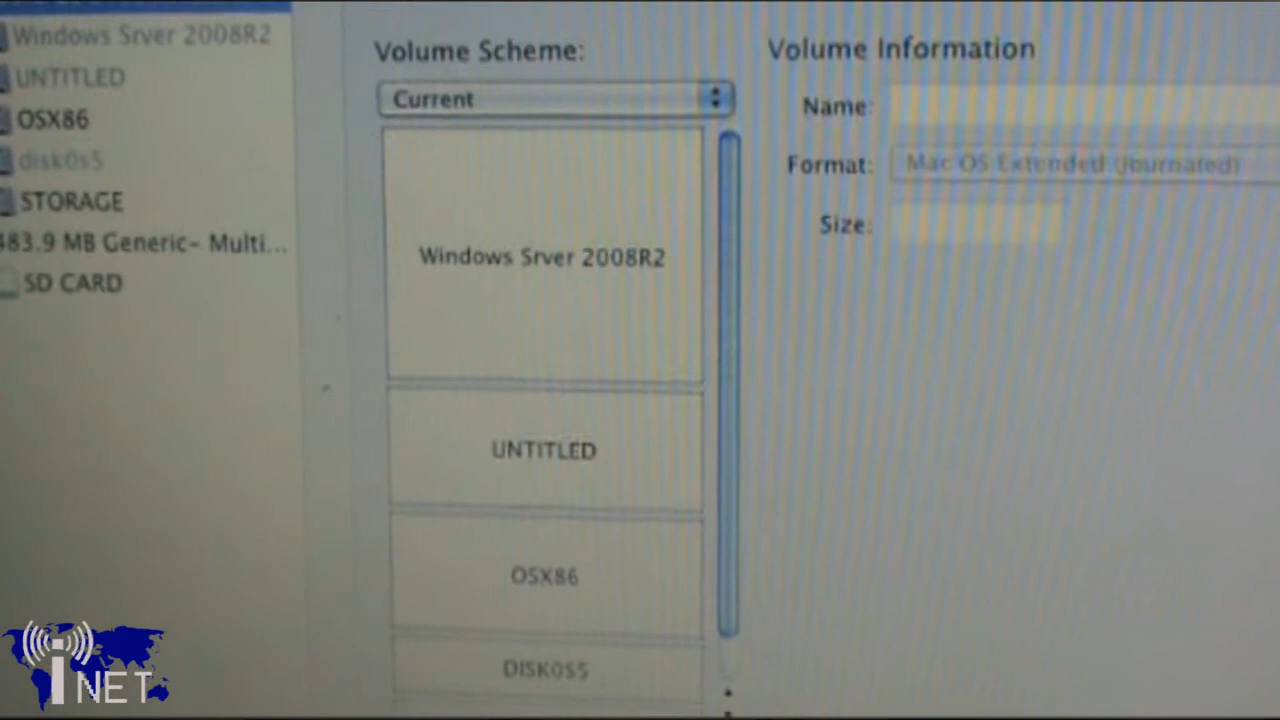 Windows Srver 2008R2
UNTITLED
OSX86
disk0s5
STORAGE
483.9 MB Generic- Multi...
SD CARD
Volume Scheme:
Current
Windows Srver 2008R2
UNTITLED
OSX86
DISK0S5
Volume Information
Name:
Format: Mac OS Extended (Journaled)
Size:
i NET